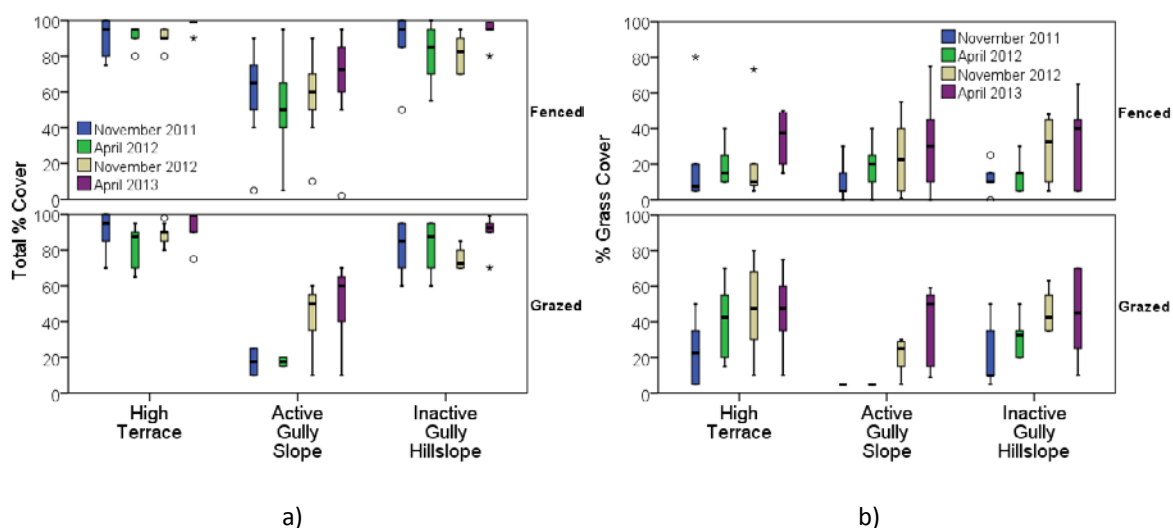 100
80
60
40
20
0
November 2011
April 2012
November 2012
April 2013
Fenced
100
80
60
40
20
0
Grazed
Total % Cover
High
Terrace
Active
Gully
Slope
Inactive
Gully
Hillslope
a)
100
80
60
40
20
0
November 2011
April 2012
November 2012
April 2013
Fenced
100
80
60
40
20
0
Grazed
% Grass Cover
High
Terrace
Active
Gully
Slope
Inactive
Gully
Hillslope
b)